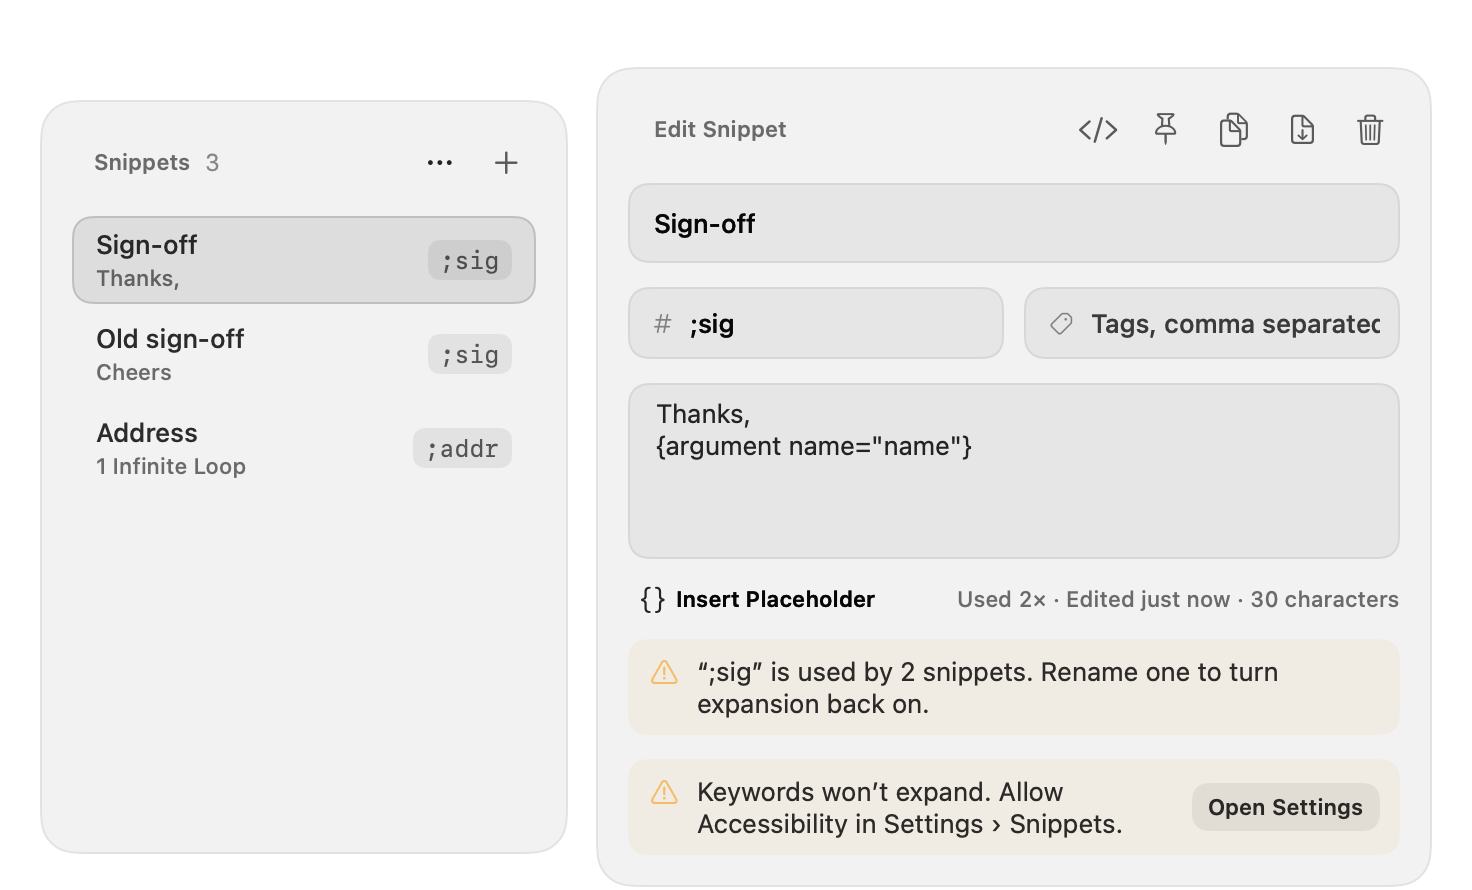 Snippets 3
Sign-off
Thanks,
;sig
Old sign-off
Cheers
;sig
Address
1 Infinite Loop
;addr
Edit Snippet
Sign-off
# ;sig
Tags, comma separated
Thanks,
{argument name="name"}
{} Insert Placeholder
Used 2× · Edited just now · 30 characters
“;sig” is used by 2 snippets. Rename one to turn
expansion back on.
Keywords won’t expand. Allow
Accessibility in Settings › Snippets.
Open Settings